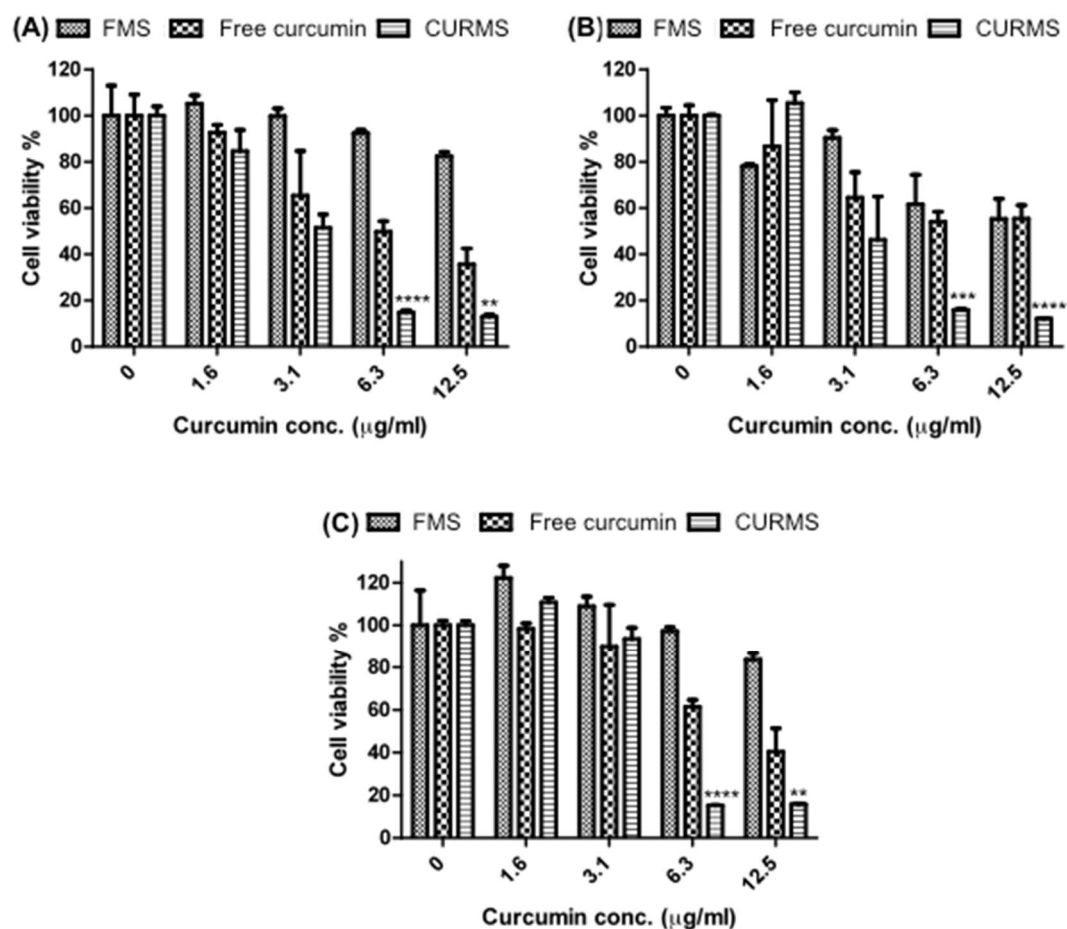 (A) FMS Free curcumin CURMS
120
100
80
60
40
20
0
Cell viability %
**** **
0 1.6 3.1 6.3 12.5
Curcumin conc. (μg/ml)
(B) FMS Free curcumin CURMS
120
100
80
60
40
20
0
Cell viability %
*** ****
0 1.6 3.1 6.3 12.5
Curcumin conc. (μg/ml)
(C) FMS Free curcumin CURMS
120
100
80
60
40
20
0
Cell viability %
**** **
0 1.6 3.1 6.3 12.5
Curcumin conc. (μg/ml)